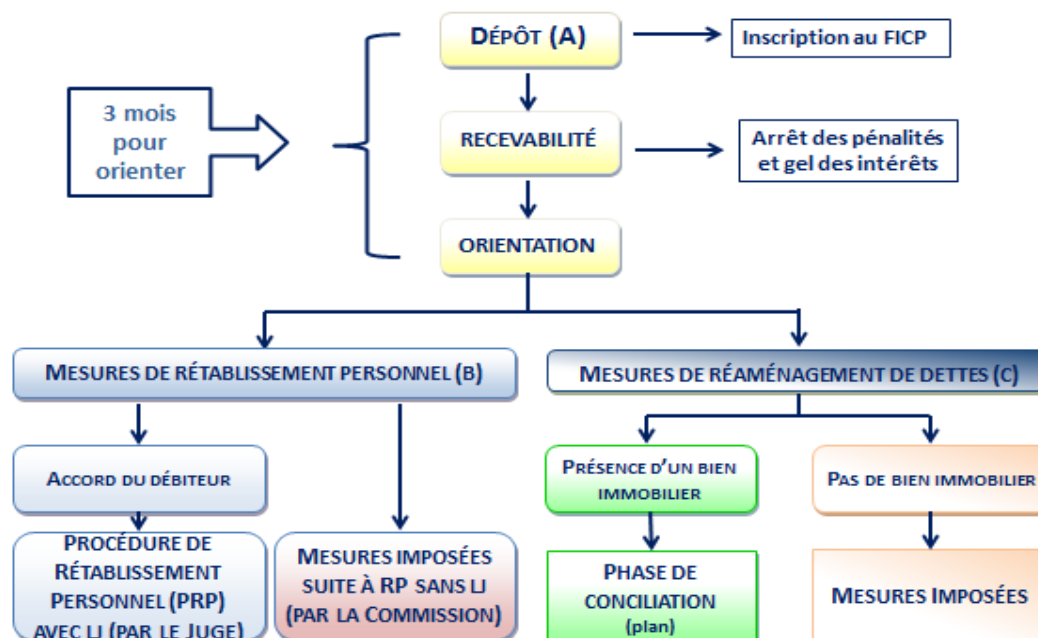 DÉPÔT (A)
Inscription au FICP
3 mois
pour
orienter
RECEVABILITÉ
Arrêt des pénalités
et gel des intérêts
ORIENTATION
MESURES DE RÉTABLISSEMENT PERSONNEL (B)
MESURES DE RÉAMÉNAGEMENT DE DETTES (C)
ACCORD DU DÉBITEUR
PRÉSENCE D'UN BIEN
IMMOBILIER
PAS DE BIEN IMMOBILIER
PROCÉDURE DE
RÉTABLISSEMENT
PERSONNEL (PRP)
AVEC LJ (PAR LE JUGE)
MESURES IMPOSÉES
SUITE À RP SANS LJ
(PAR LA COMMISSION)
PHASE DE
CONCILIATION
(plan)
MESURES IMPOSÉES